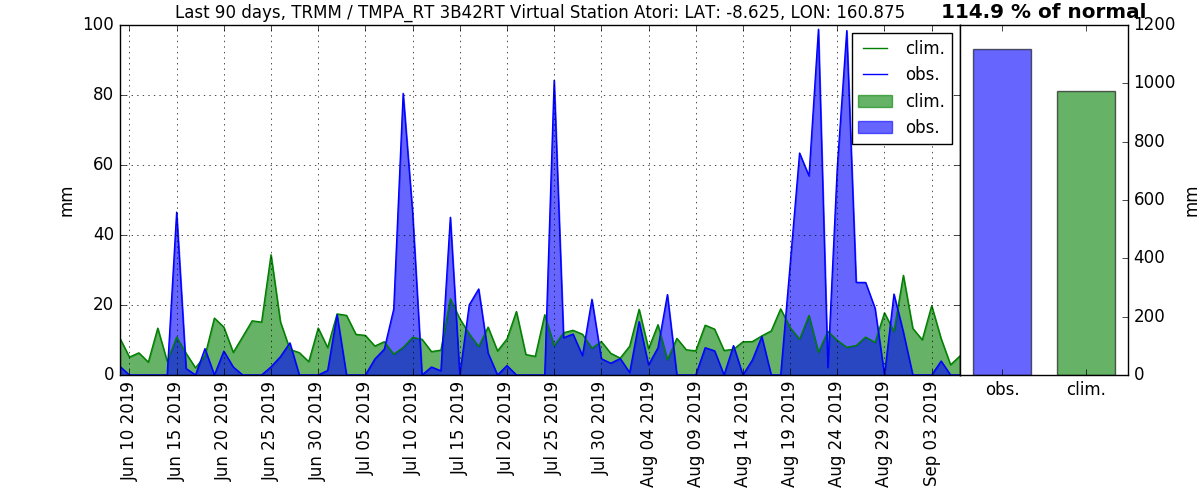 Last 90 days, TRMM / TMPA_RT 3B42RT Virtual Station Atori: LAT: -8.625, LON: 160.875
114.9 % of normal
mm
100
80
60
40
20
0
clim.
obs.
clim.
obs.
1200
1000
800
600
400
200
0
mm
Jun 10 2019
Jun 15 2019
Jun 20 2019
Jun 25 2019
Jun 30 2019
Jul 05 2019
Jul 10 2019
Jul 15 2019
Jul 20 2019
Jul 25 2019
Jul 30 2019
Aug 04 2019
Aug 09 2019
Aug 14 2019
Aug 19 2019
Aug 24 2019
Aug 29 2019
Sep 03 2019
obs.
clim.